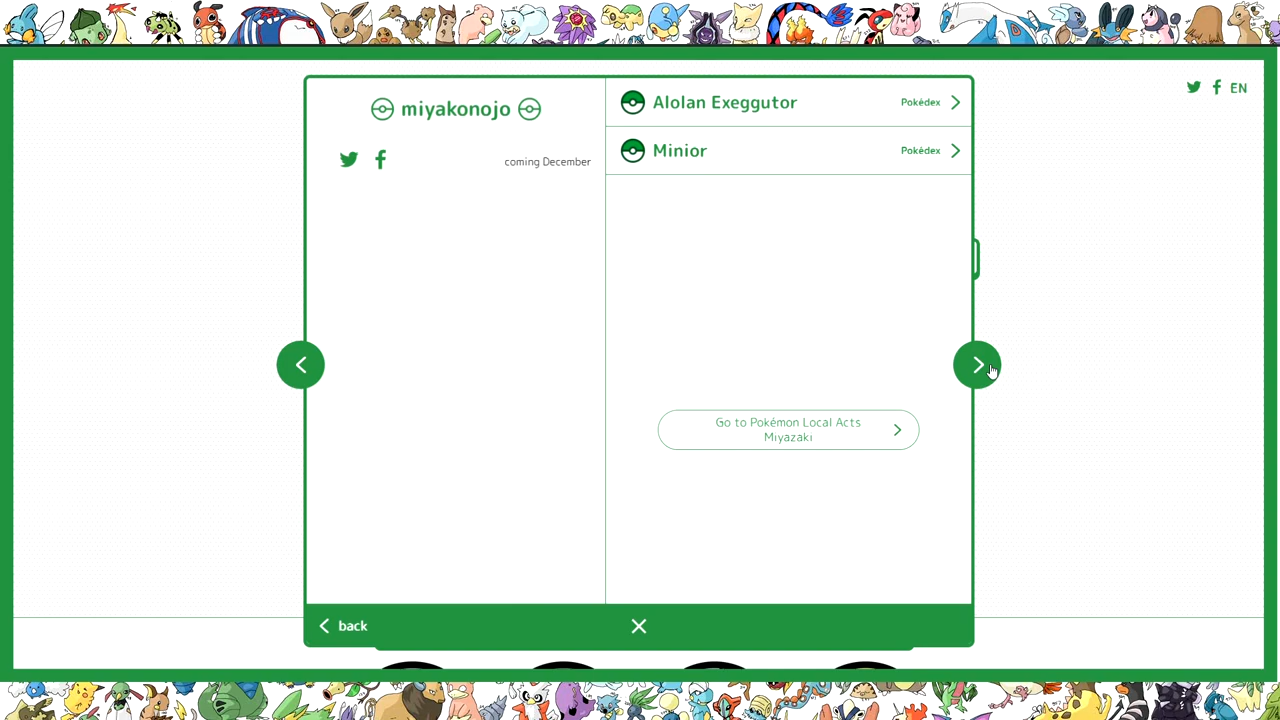 EN
miyakonojo
coming December
Alolan Exeggutor
Pokédex
Minior
Pokédex
Go to Pokémon Local Acts
Miyazaki
back